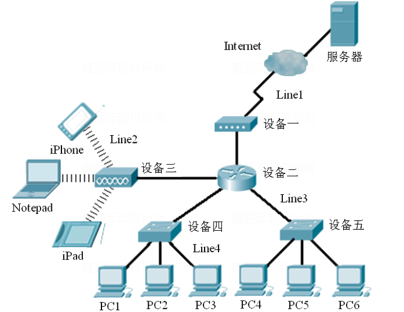 服务器
Internet
Line1
设备一
iPhone
Line2
设备三
设备二
Notepad
Line3
iPad
设备四
设备五
Line4
PC1
PC2
PC3
PC4
PC5
PC6